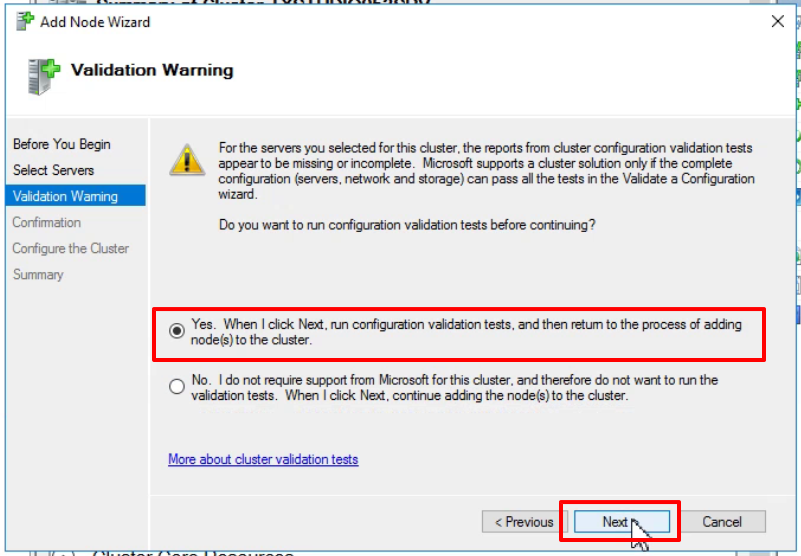 Add Node Wizard
Validation Warning
Before You Begin
Select Servers
Validation Warning
Confirmation
Configure the Cluster
Summary
For the servers you selected for this cluster, the reports from cluster configuration validation tests
appear to be missing or incomplete. Microsoft supports a cluster solution only if the complete
configuration (servers, network and storage) can pass all the tests in the Validate a Configuration
wizard.
Do you want to run configuration validation tests before continuing?
Yes. When I click Next, run configuration validation tests, and then return to the process of adding
node(s) to the cluster.
No. I do not require support from Microsoft for this cluster, and therefore do not want to run the
validation tests. When I click Next, continue adding the node(s) to the cluster.
More about cluster validation tests
< Previous
Next >
Cancel
Cluster Core Resources